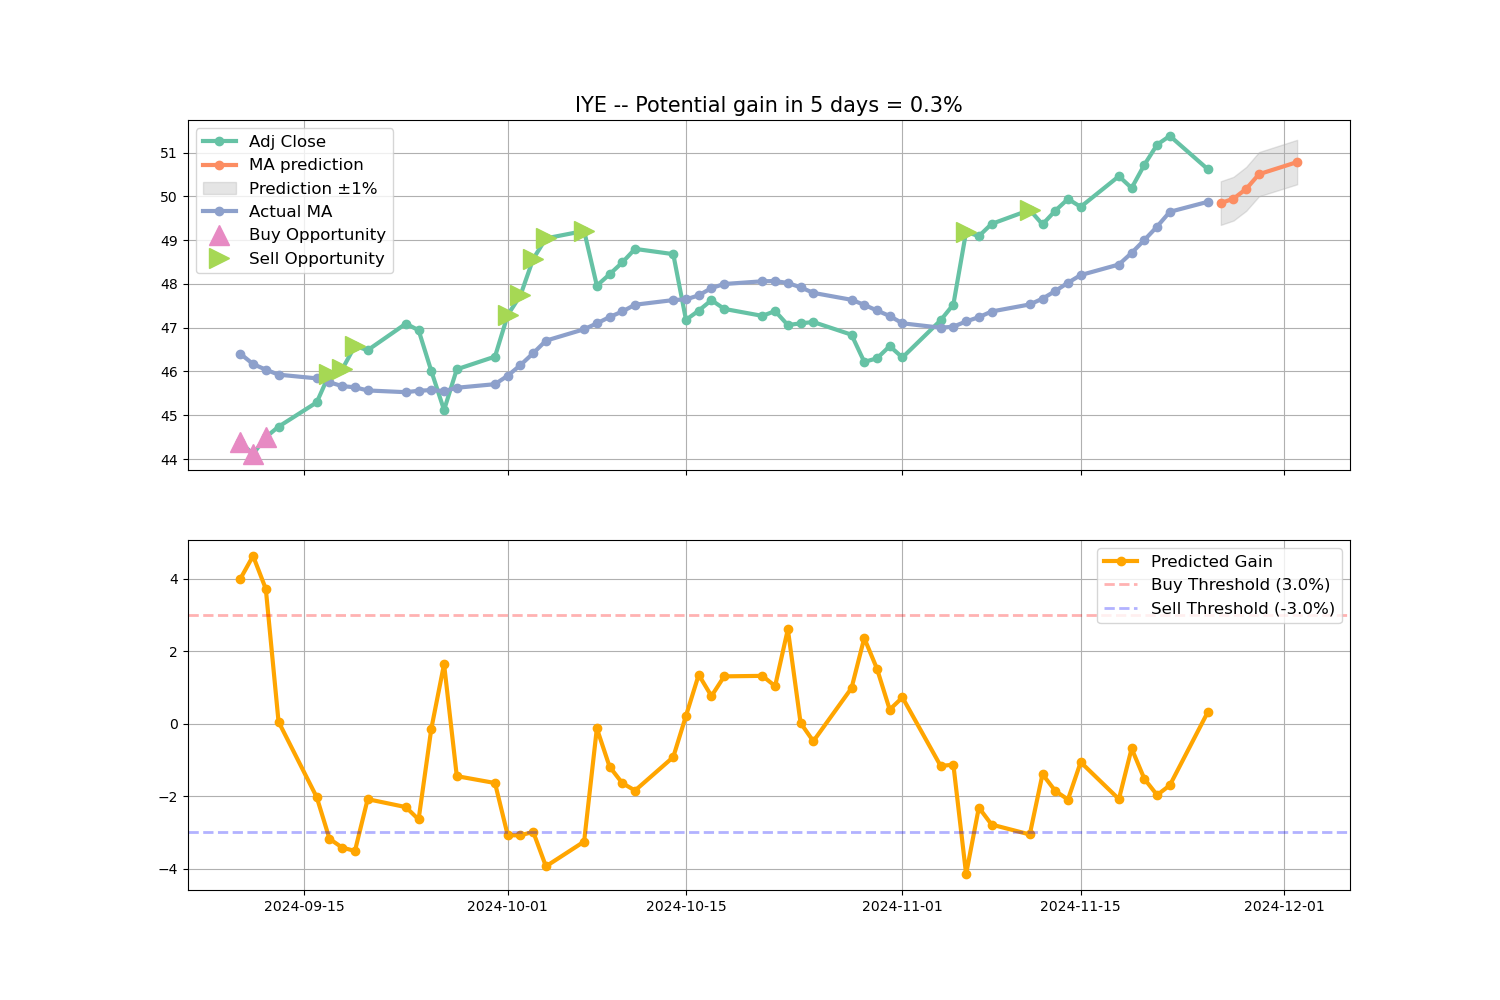 IYE -- Potential gain in 5 days = 0.3%
Adj Close
MA prediction
Prediction ±1%
Actual MA
Buy Opportunity
Sell Opportunity
51
50
49
48
47
46
45
44
Predicted Gain
Buy Threshold (3.0%)
Sell Threshold (-3.0%)
4
2
0
−2
−4
2024-09-15
2024-10-01
2024-10-15
2024-11-01
2024-11-15
2024-12-01